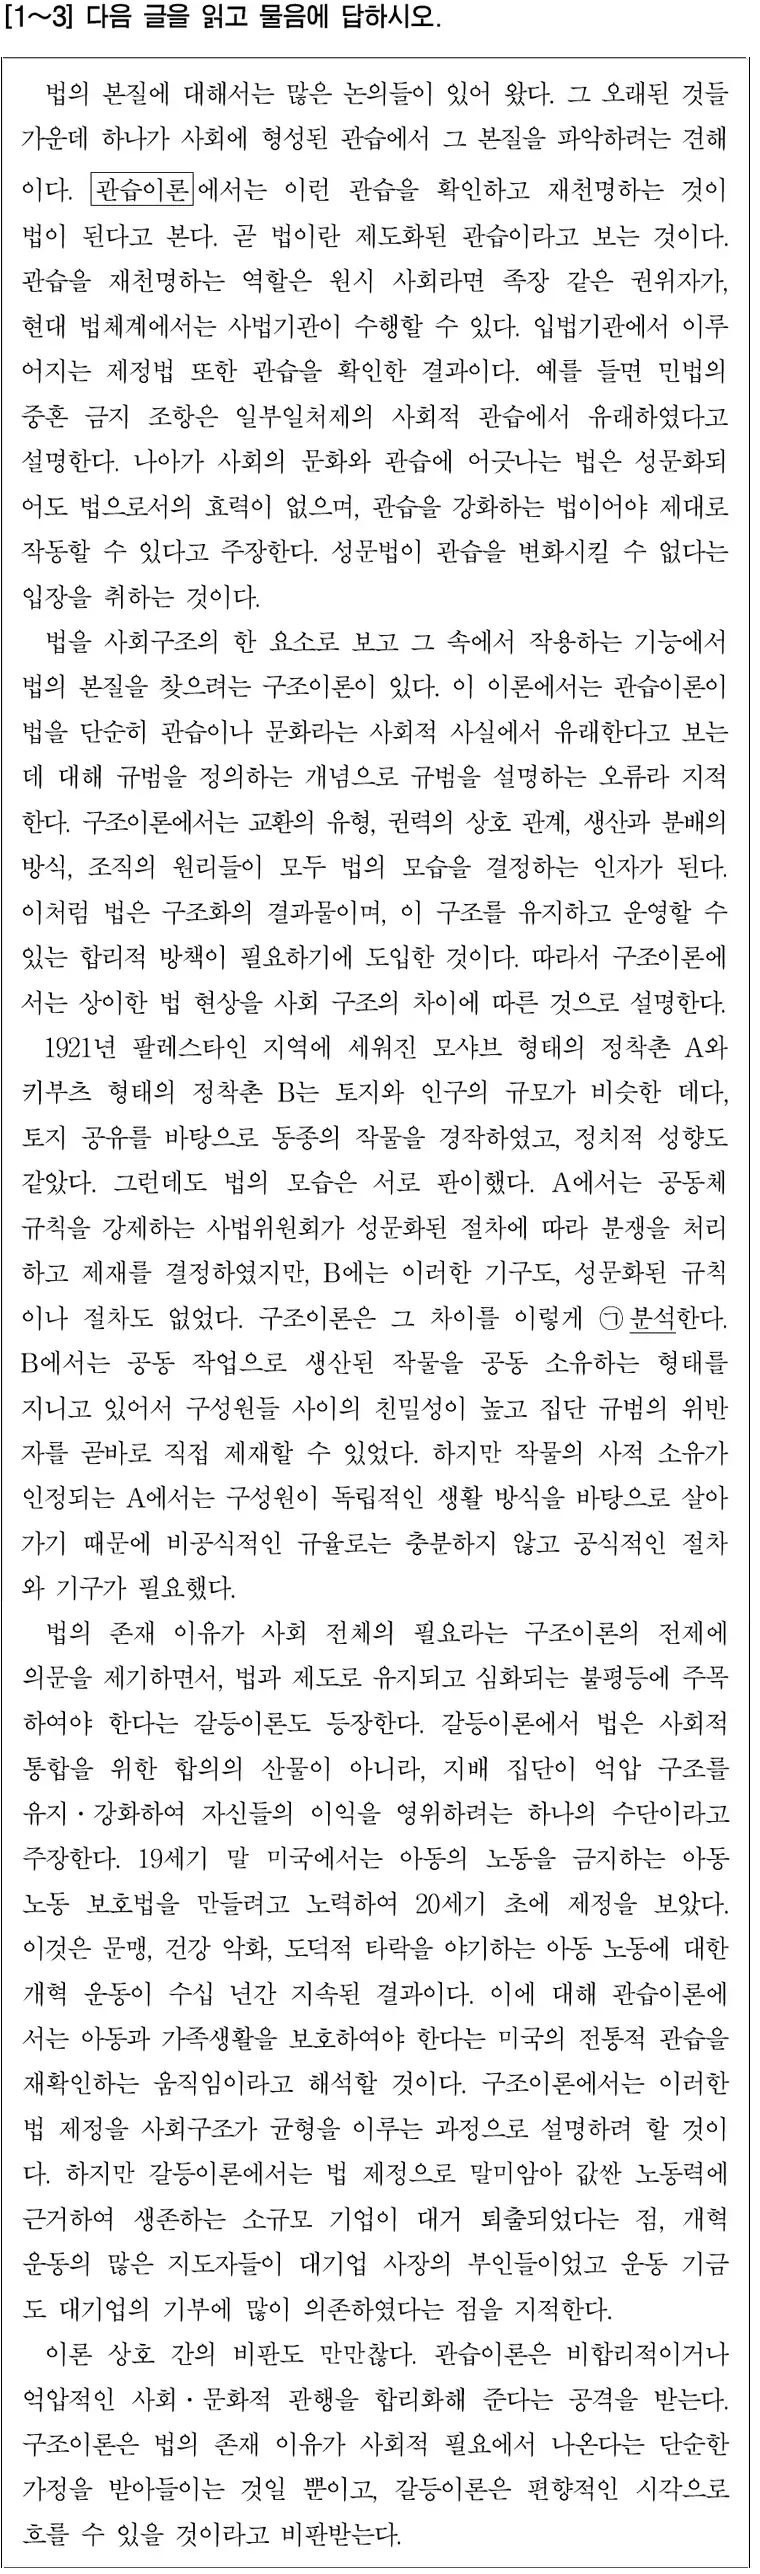 [1～3] 다음 글을 읽고 물음에 답하시오.
법의 본질에 대해서는 많은 논의들이 있어 왔다. 그 오래된 것들
가운데 하나가 사회에 형성된 관습에서 그 본질을 파악하려는 견해
이다. 관습이론에서는 이런 관습을 확인하고 재천명하는 것이
법이 된다고 본다. 곧 법이란 제도화된 관습이라고 보는 것이다.
관습을 재천명하는 역할은 원시 사회라면 족장 같은 권위자가,
현대 법체계에서는 사법기관이 수행할 수 있다. 입법기관에서 이루
어지는 제정법 또한 관습을 확인한 결과이다. 예를 들면 민법의
중혼 금지 조항은 일부일처제의 사회적 관습에서 유래하였다고
설명한다. 나아가 사회의 문화와 관습에 어긋나는 법은 성문화되
어도 법으로서의 효력이 없으며, 관습을 강화하는 법이어야 제대로
작동할 수 있다고 주장한다. 성문법이 관습을 변화시킬 수 없다는
입장을 취하는 것이다.
법을 사회구조의 한 요소로 보고 그 속에서 작용하는 기능에서
법의 본질을 찾으려는 구조이론이 있다. 이 이론에서는 관습이론이
법을 단순히 관습이나 문화라는 사회적 사실에서 유래한다고 보는
데 대해 규범을 정의하는 개념으로 규범을 설명하는 오류라 지적
한다. 구조이론에서는 교환의 유형, 권력의 상호 관계, 생산과 분배의
방식, 조직의 원리들이 모두 법의 모습을 결정하는 인자가 된다.
이처럼 법은 구조화의 결과물이며, 이 구조를 유지하고 운영할 수
있는 합리적 방책이 필요하기에 도입한 것이다. 따라서 구조이론에
서는 상이한 법 현상을 사회 구조의 차이에 따른 것으로 설명한다.
1921년 팔레스타인 지역에 세워진 모샤브 형태의 정착촌 A와
키부츠 형태의 정착촌 B는 토지와 인구의 규모가 비슷한 데다,
토지 공유를 바탕으로 동종의 작물을 경작하였고, 정치적 성향도
같았다. 그런데도 법의 모습은 서로 판이했다. A에서는 공동체
규칙을 강제하는 사법위원회가 성문화된 절차에 따라 분쟁을 처리
하고 제재를 결정하였지만, B에는 이러한 기구도, 성문화된 규칙
이나 절차도 없었다. 구조이론은 그 차이를 이렇게 ㉠ 분석한다.
B에서는 공동 작업으로 생산된 작물을 공동 소유하는 형태를
지니고 있어서 구성원들 사이의 친밀성이 높고 집단 규범의 위반
자를 곧바로 직접 제재할 수 있었다. 하지만 작물의 사적 소유가
인정되는 A에서는 구성원이 독립적인 생활 방식을 바탕으로 살아
가기 때문에 비공식적인 규율로는 충분하지 않고 공식적인 절차
와 기구가 필요했다.
법의 존재 이유가 사회 전체의 필요라는 구조이론의 전제에
의문을 제기하면서, 법과 제도로 유지되고 심화되는 불평등에 주목
하여야 한다는 갈등이론도 등장한다. 갈등이론에서 법은 사회적
통합을 위한 합의의 산물이 아니라, 지배 집단이 억압 구조를
유지·강화하여 자신들의 이익을 영위하려는 하나의 수단이라고
주장한다. 19세기 말 미국에서는 아동의 노동을 금지하는 아동
노동 보호법을 만들려고 노력하여 20세기 초에 제정을 보았다.
이것은 문맹, 건강 악화, 도덕적 타락을 야기하는 아동 노동에 대한
개혁 운동이 수십 년간 지속된 결과이다. 이에 대해 관습이론에
서는 아동과 가족생활을 보호하여야 한다는 미국의 전통적 관습을
재확인하는 움직임이라고 해석할 것이다. 구조이론에서는 이러한
법 제정을 사회구조가 균형을 이루는 과정으로 설명하려 할 것이
다. 하지만 갈등이론에서는 법 제정으로 말미암아 값싼 노동력에
근거하여 생존하는 소규모 기업이 대거 퇴출되었다는 점, 개혁
운동의 많은 지도자들이 대기업 사장의 부인들이었고 운동 기금
도 대기업의 기부에 많이 의존하였다는 점을 지적한다.
이론 상호 간의 비판도 만만찮다. 관습이론은 비합리적이거나
억압적인 사회·문화적 관행을 합리화해 준다는 공격을 받는다.
구조이론은 법의 존재 이유가 사회적 필요에서 나온다는 단순한
가정을 받아들이는 것일 뿐이고, 갈등이론은 편향적인 시각으로
흐를 수 있을 것이라고 비판받는다.